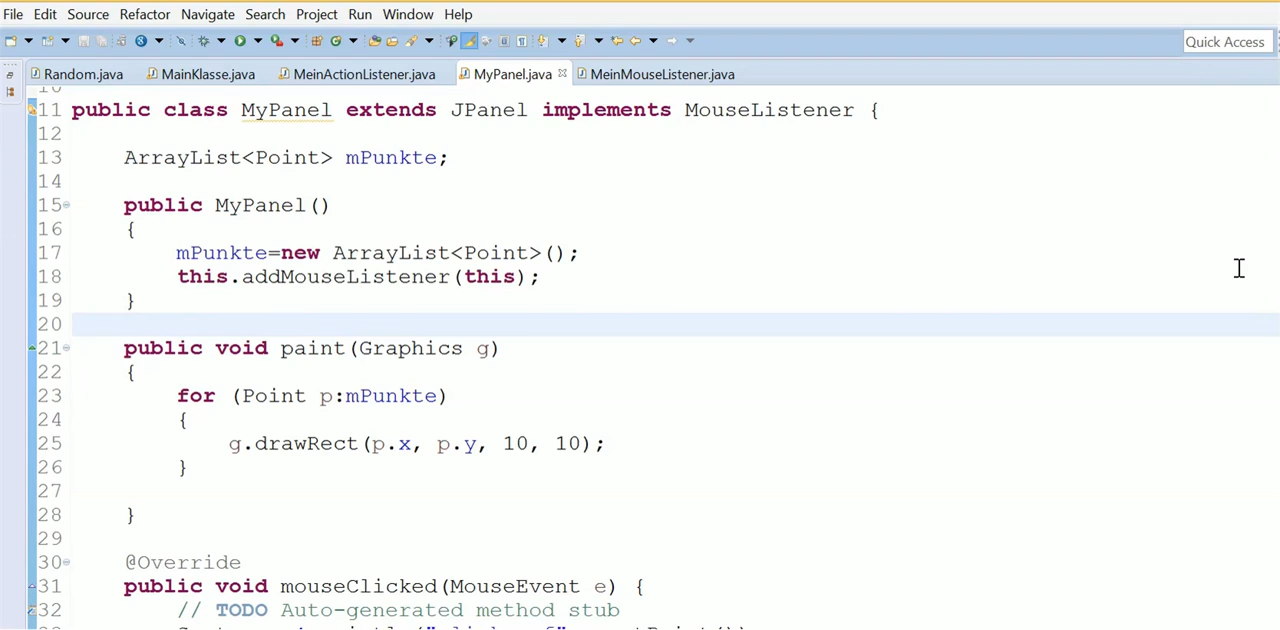 File Edit Source Refactor Navigate Search Project Run Window Help
Quick Access
Random.java MainKlasse.java MeinActionListener.java MyPanel.java MeinMouseListener.java
11 public class MyPanel extends JPanel implements MouseListener {
12
13 ArrayList<Point> mPunkte;
14
15 public MyPanel()
16 {
17 mPunkte=new ArrayList<Point>();
18 this.addMouseListener(this);
19 }
20
21 public void paint(Graphics g)
22 {
23 for (Point p:mPunkte)
24 {
25 g.drawRect(p.x, p.y, 10, 10);
26 }
27
28 }
29
30 @Override
31 public void mouseClicked(MouseEvent e) {
32 // TODO Auto-generated method stub